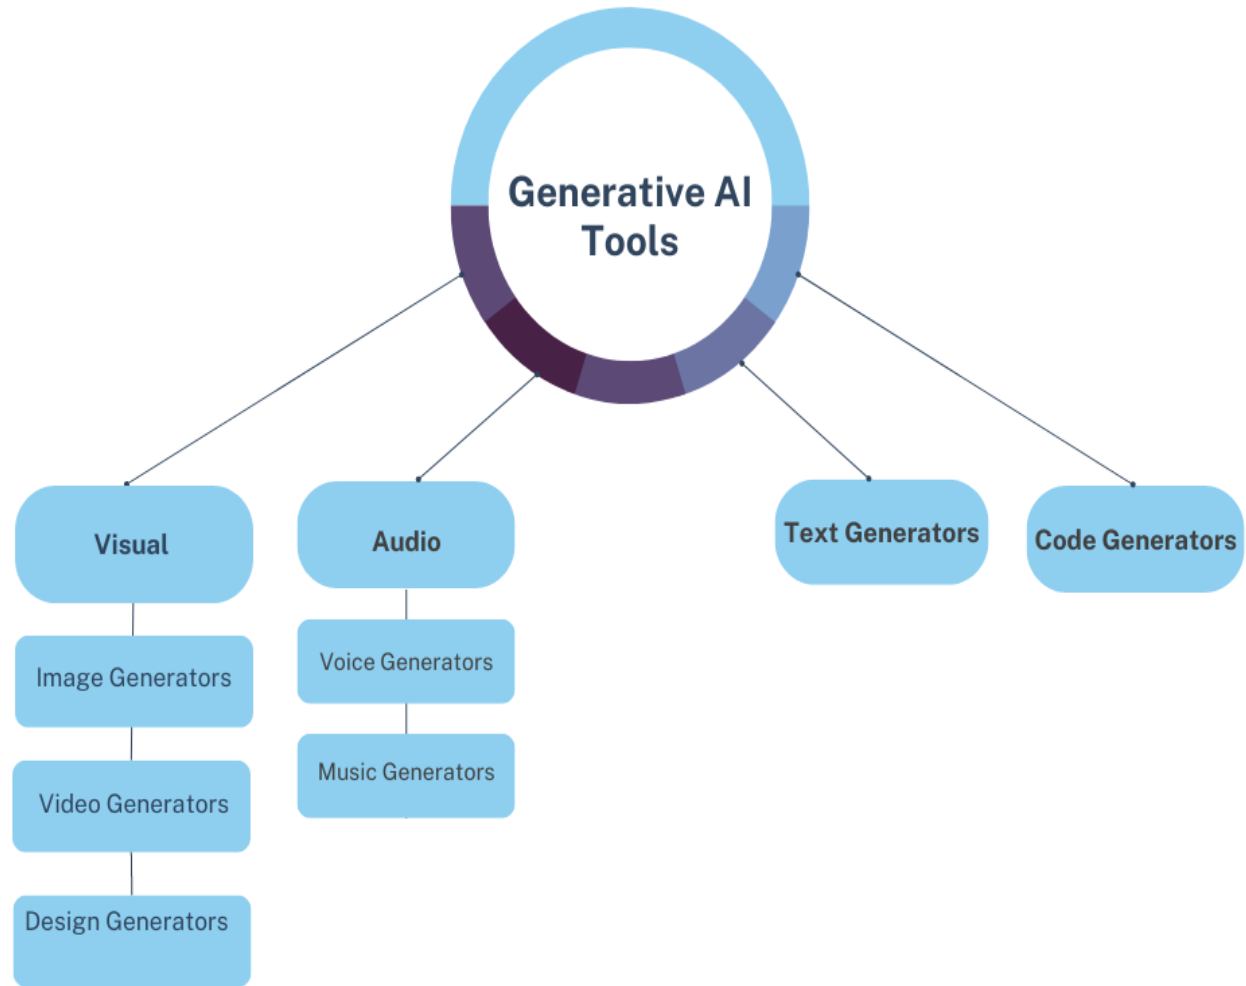 Generative AI
Tools
Visual
Audio
Text Generators
Code Generators
Image Generators
Voice Generators
Video Generators
Music Generators
Design Generators